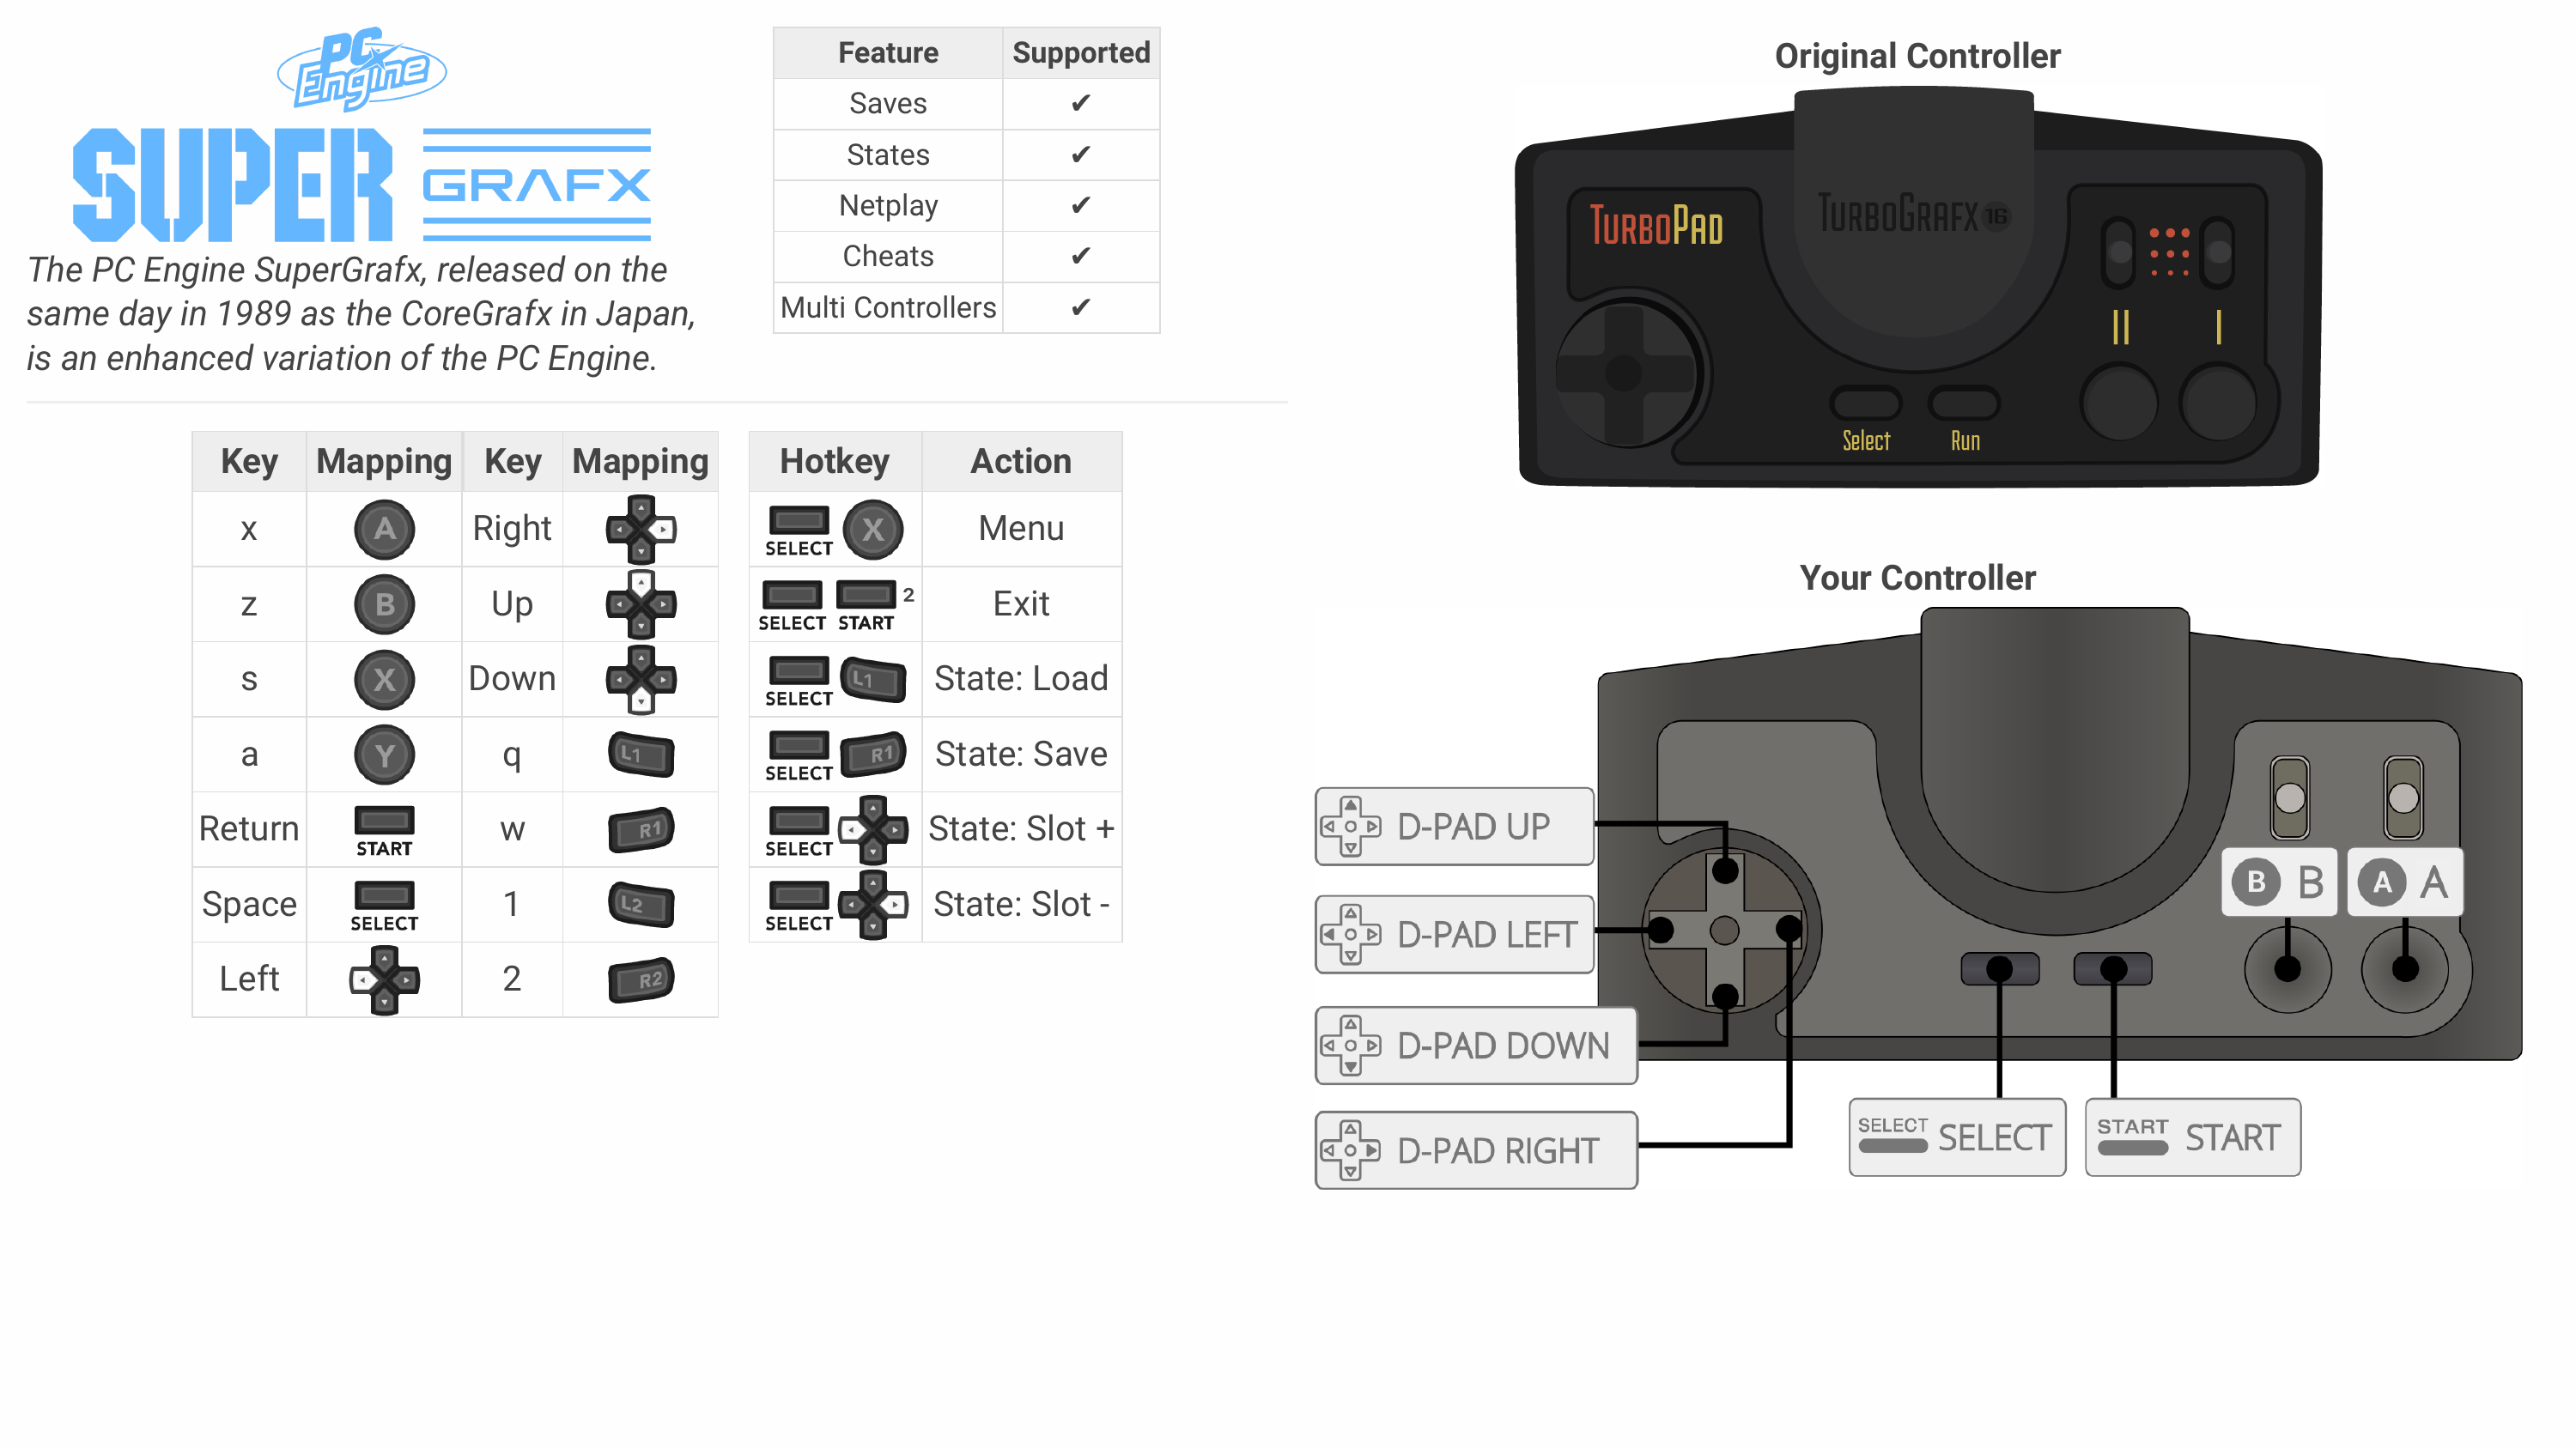 PC
Engine
SUPER GRAFX
The PC Engine SuperGrafx, released on the
same day in 1989 as the CoreGrafx in Japan,
is an enhanced variation of the PC Engine.
Feature Supported
Saves ✔
States ✔
Netplay ✔
Cheats ✔
Multi Controllers ✔
Key Mapping Key Mapping
x A Right
z B Up
s X Down
a Y q L1
Return START w R1
Space SELECT 1 L2
Left 2 R2
Hotkey Action
SELECT X Menu
SELECT START 2 Exit
SELECT L1 State: Load
SELECT R1 State: Save
SELECT State: Slot +
SELECT State: Slot -
Original Controller
TURBOPAD
TURBOGRAFX 16
II I
Select Run
Your Controller
D-PAD UP
D-PAD LEFT
D-PAD DOWN
D-PAD RIGHT
B B A A
SELECT SELECT
START START